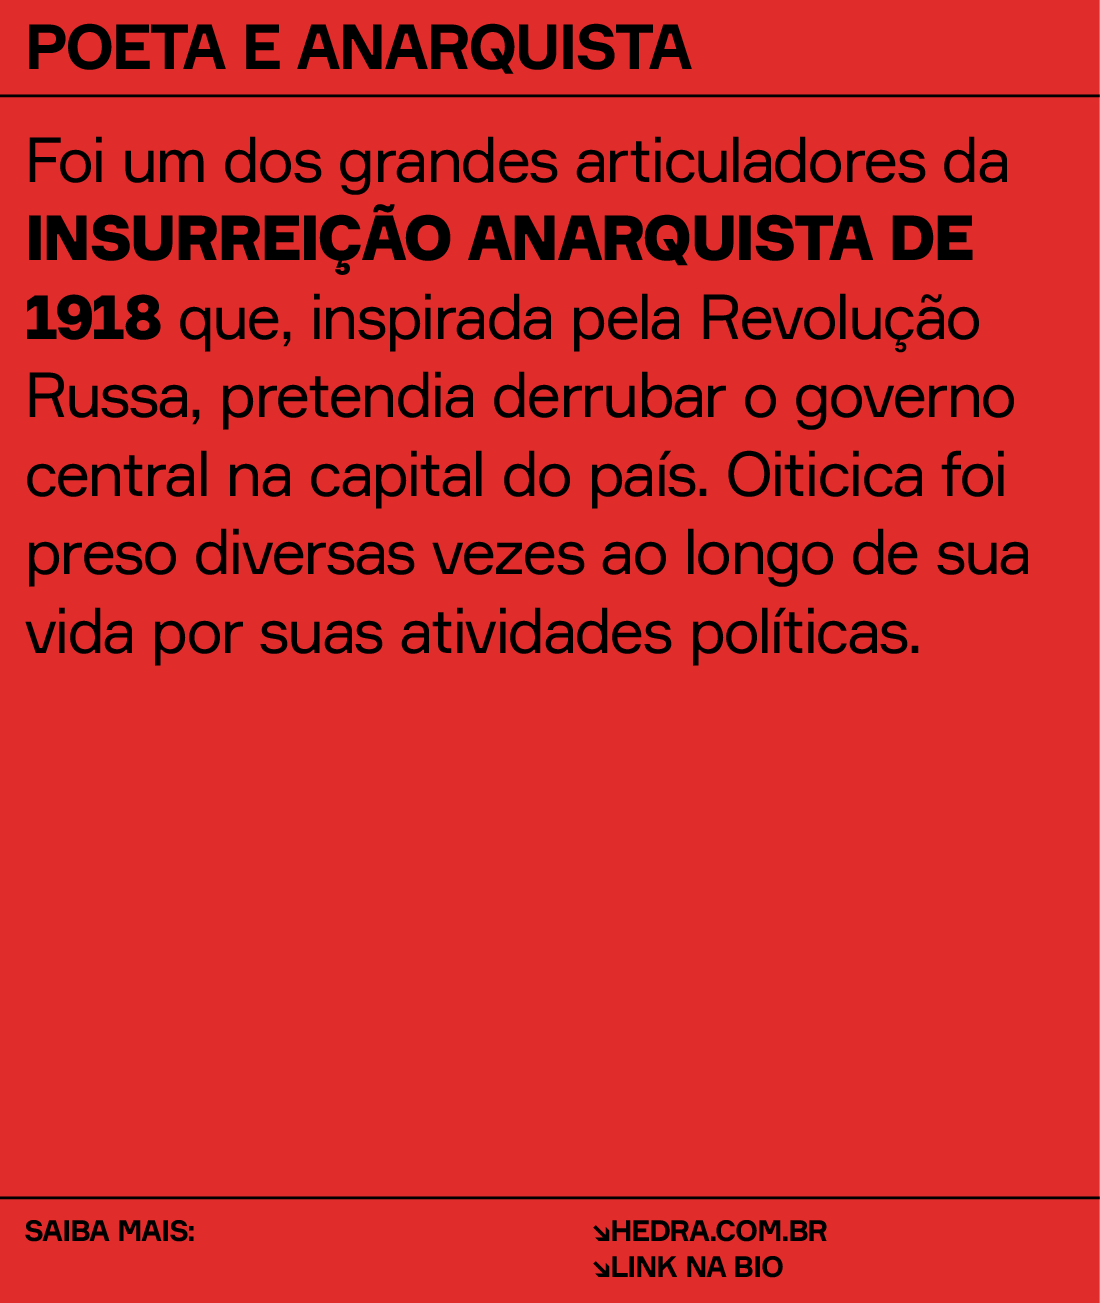 POETA E ANARQUISTA
Foi um dos grandes articuladores da
INSURREIÇÃO ANARQUISTA DE
1918 que, inspirada pela Revolução
Russa, pretendia derrubar o governo
central na capital do país. Oiticica foi
preso diversas vezes ao longo de sua
vida por suas atividades políticas.
SAIBA MAIS:
↘HEDRA.COM.BR
↘LINK NA BIO